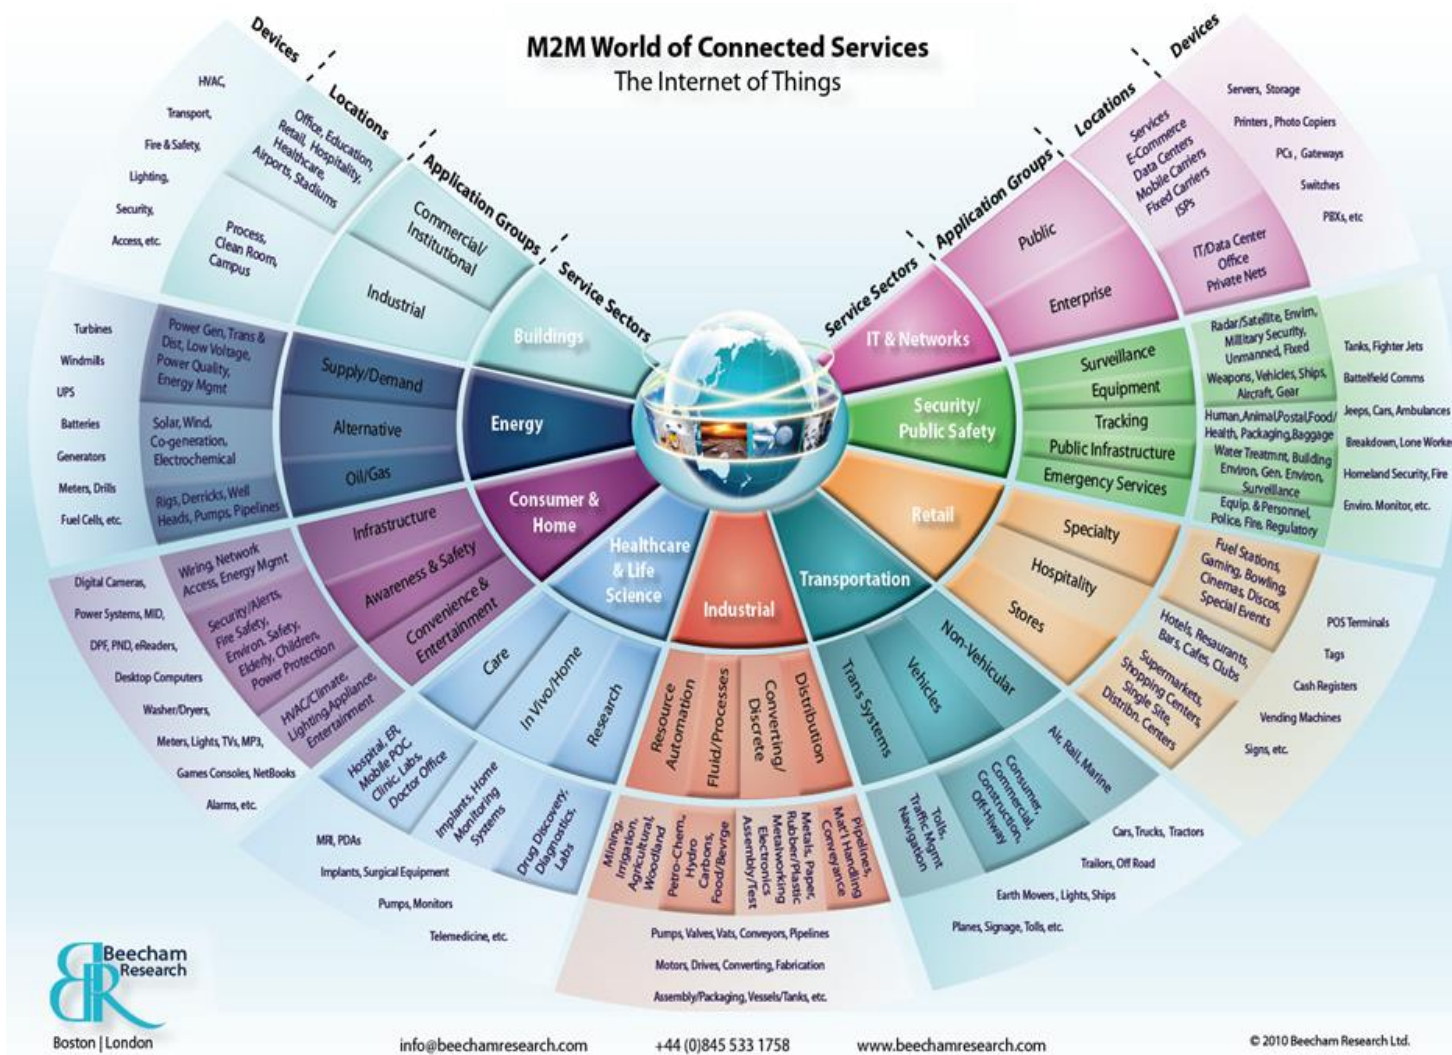 M2M World of Connected Services
The Internet of Things
Devices
Locations
Application Groups
Service Sectors
Service Sectors
Application Groups
Locations
Devices
Buildings
Commercial/
Institutional
Industrial
Office, Education,
Retail, Hospitality,
Healthcare,
Airports, Stadiums
Process,
Clean Room,
Campus
HVAC,
Transport,
Fire & Safety,
Lighting,
Security,
Access, etc.
Energy
Supply/Demand
Alternative
Oil/Gas
Power Gen, Trans &
Dist, Low Voltage,
Power Quality,
Energy Mgmt
Solar, Wind,
Co-generation,
Electrochemical
Rigs, Derricks, Well
Heads, Pumps, Pipelines
Turbines
Windmills
UPS
Batteries
Generators
Meters, Drills
Fuel Cells, etc.
Consumer &
Home
Infrastructure
Awareness & Safety
Convenience &
Entertainment
Wiring, Network
Access, Energy Mgmt
Security/Alerts,
Fire Safety,
Environ. Safety,
Elderly, Children,
Power Protection
HVAC/Climate,
Lighting,Appliance,
Entertainment
Digital Cameras,
Power Systems, MID,
DPF, PND, eReaders,
Desktop Computers
Washer/Dryers,
Meters, Lights, TVs, MP3,
Games Consoles, NetBooks
Alarms, etc.
Healthcare
& Life
Science
Care
In Vivo/Home
Research
Hospital, ER,
Mobile POC,
Clinic, Labs,
Doctor Office
Implants, Home
Monitoring
Systems
Drug Discovery,
Diagnostics,
Labs
MRI, PDAs
Implants, Surgical Equipment
Pumps, Monitors
Telemedicine, etc.
Industrial
Resource
Automation
Fluid/Processes
Converting/
Discrete
Distribution
Mining,
Irrigation,
Agricultural,
Woodland
Petro-Chem.,
Hydro
Carbons,
Food/Bevrge
Metals, Paper,
Rubber/Plastic
Metalworking
Electronics
Assembly/Test
Pipelines,
Mat'l Handling
Conveyance
Pumps, Valves, Vats, Conveyors, Pipelines
Motors, Drives, Converting, Fabrication
Assembly/Packaging, Vessels/Tanks, etc.
Transportation
Trans Systems
Vehicles
Non-Vehicular
Tolls,
Traffic Mgmt
Navigation
Consumer,
Commercial,
Construction,
Off-Hiway
Air, Rail, Marine
Cars, Trucks, Tractors
Trailors, Off Road
Earth Movers, Lights, Ships
Planes, Signage, Tolls, etc.
Retail
Specialty
Hospitality
Stores
Fuel Stations,
Gaming, Bowling,
Cinemas, Discos,
Special Events
Hotels, Resaurants,
Bars, Cafes, Clubs
Supermarkets,
Shopping Centers,
Single Site,
Distribn. Centers
POS Terminals
Tags
Cash Registers
Vending Machines
Signs, etc.
Security/
Public Safety
Surveillance
Equipment
Tracking
Public Infrastructure
Emergency Services
Radar/Satellite, Envirn,
Millitary Security,
Unmanned, Fixed
Weapons, Vehicles, Ships,
Aircraft, Gear
Human,Animal,Postal,Food/
Health, Packaging,Baggage
Water Treatmnt, Building
Environ, Gen. Environ,
Surveillance
Equip. & Personnel,
Police, Fire, Regulatory
Tanks, Fighter Jets
Battelfield Comms
Jeeps, Cars, Ambulances
Breakdown, Lone Worke
Homeland Security, Fire
Enviro. Monitor, etc.
IT & Networks
Public
Enterprise
Services
E-Commerce
Data Centers
Mobile Carriers
Fixed Carriers
ISPs
IT/Data Center
Office
Private Nets
Servers, Storage
Printers , Photo Copiers
PCs , Gateways
Switches
PBXs, etc
Beecham
Research
BR
Boston | London
info@beechamresearch.com
+44 (0)845 533 1758
www.beechamresearch.com
© 2010 Beecham Research Ltd.